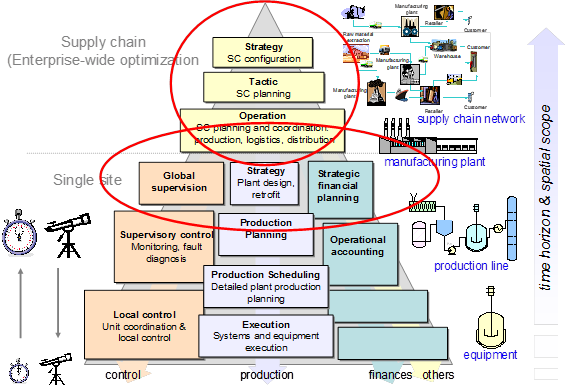 Supply chain
(Enterprise-wide optimization)
Strategy
SC configuration
Tactic
SC planning
Operation
SC planning and coordination:
production, logistics, distribution
Manufacturing
plant
Retailer
Customer
Raw material
extraction
Manufacturing
plant
Warehouse
Customer
Manufacturing
plant
Retailer
Customer
supply chain network
manufacturing plant
Single site
Global
supervision
Strategy
Plant design,
retrofit
Strategic
financial
planning
Supervisory control
Monitoring, fault
diagnosis
Production
Planning
Operational
accounting
production line
Production Scheduling
Detailed plant production
planning
Local control
Unit coordination &
local control
Execution
Systems and equipment
execution
equipment
control
production
finances
others
time horizon & spatial scope